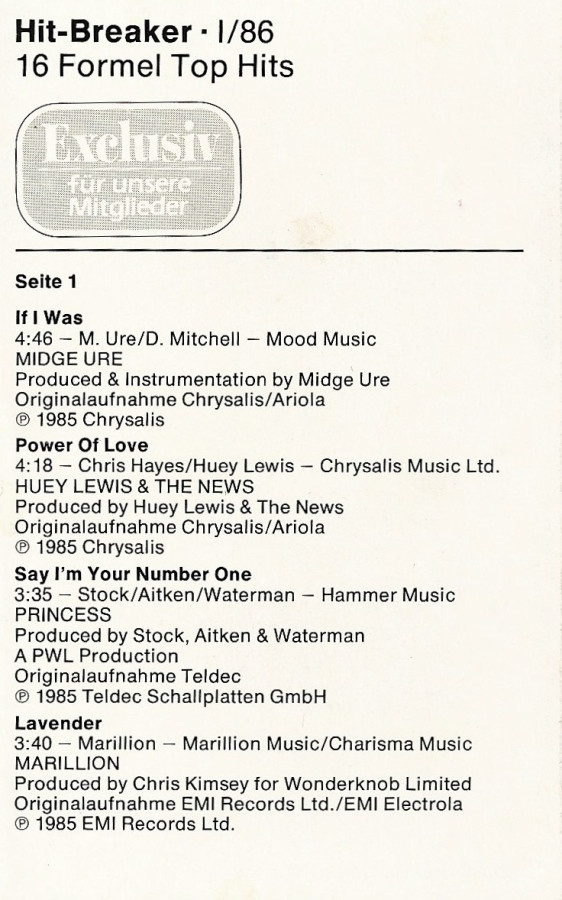 Hit-Breaker · I/86
16 Formel Top Hits
Exclusiv
für unsere
Mitglieder
Seite 1
If I Was
4:46 – M. Ure/D. Mitchell – Mood Music
MIDGE URE
Produced & Instrumentation by Midge Ure
Originalaufnahme Chrysalis/Ariola
℗ 1985 Chrysalis
Power Of Love
4:18 – Chris Hayes/Huey Lewis – Chrysalis Music Ltd.
HUEY LEWIS & THE NEWS
Produced by Huey Lewis & The News
Originalaufnahme Chrysalis/Ariola
℗ 1985 Chrysalis
Say I'm Your Number One
3:35 – Stock/Aitken/Waterman – Hammer Music
PRINCESS
Produced by Stock, Aitken & Waterman
A PWL Production
Originalaufnahme Teldec
℗ 1985 Teldec Schallplatten GmbH
Lavender
3:40 – Marillion – Marillion Music/Charisma Music
MARILLION
Produced by Chris Kimsey for Wonderknob Limited
Originalaufnahme EMI Records Ltd./EMI Electrola
℗ 1985 EMI Records Ltd.